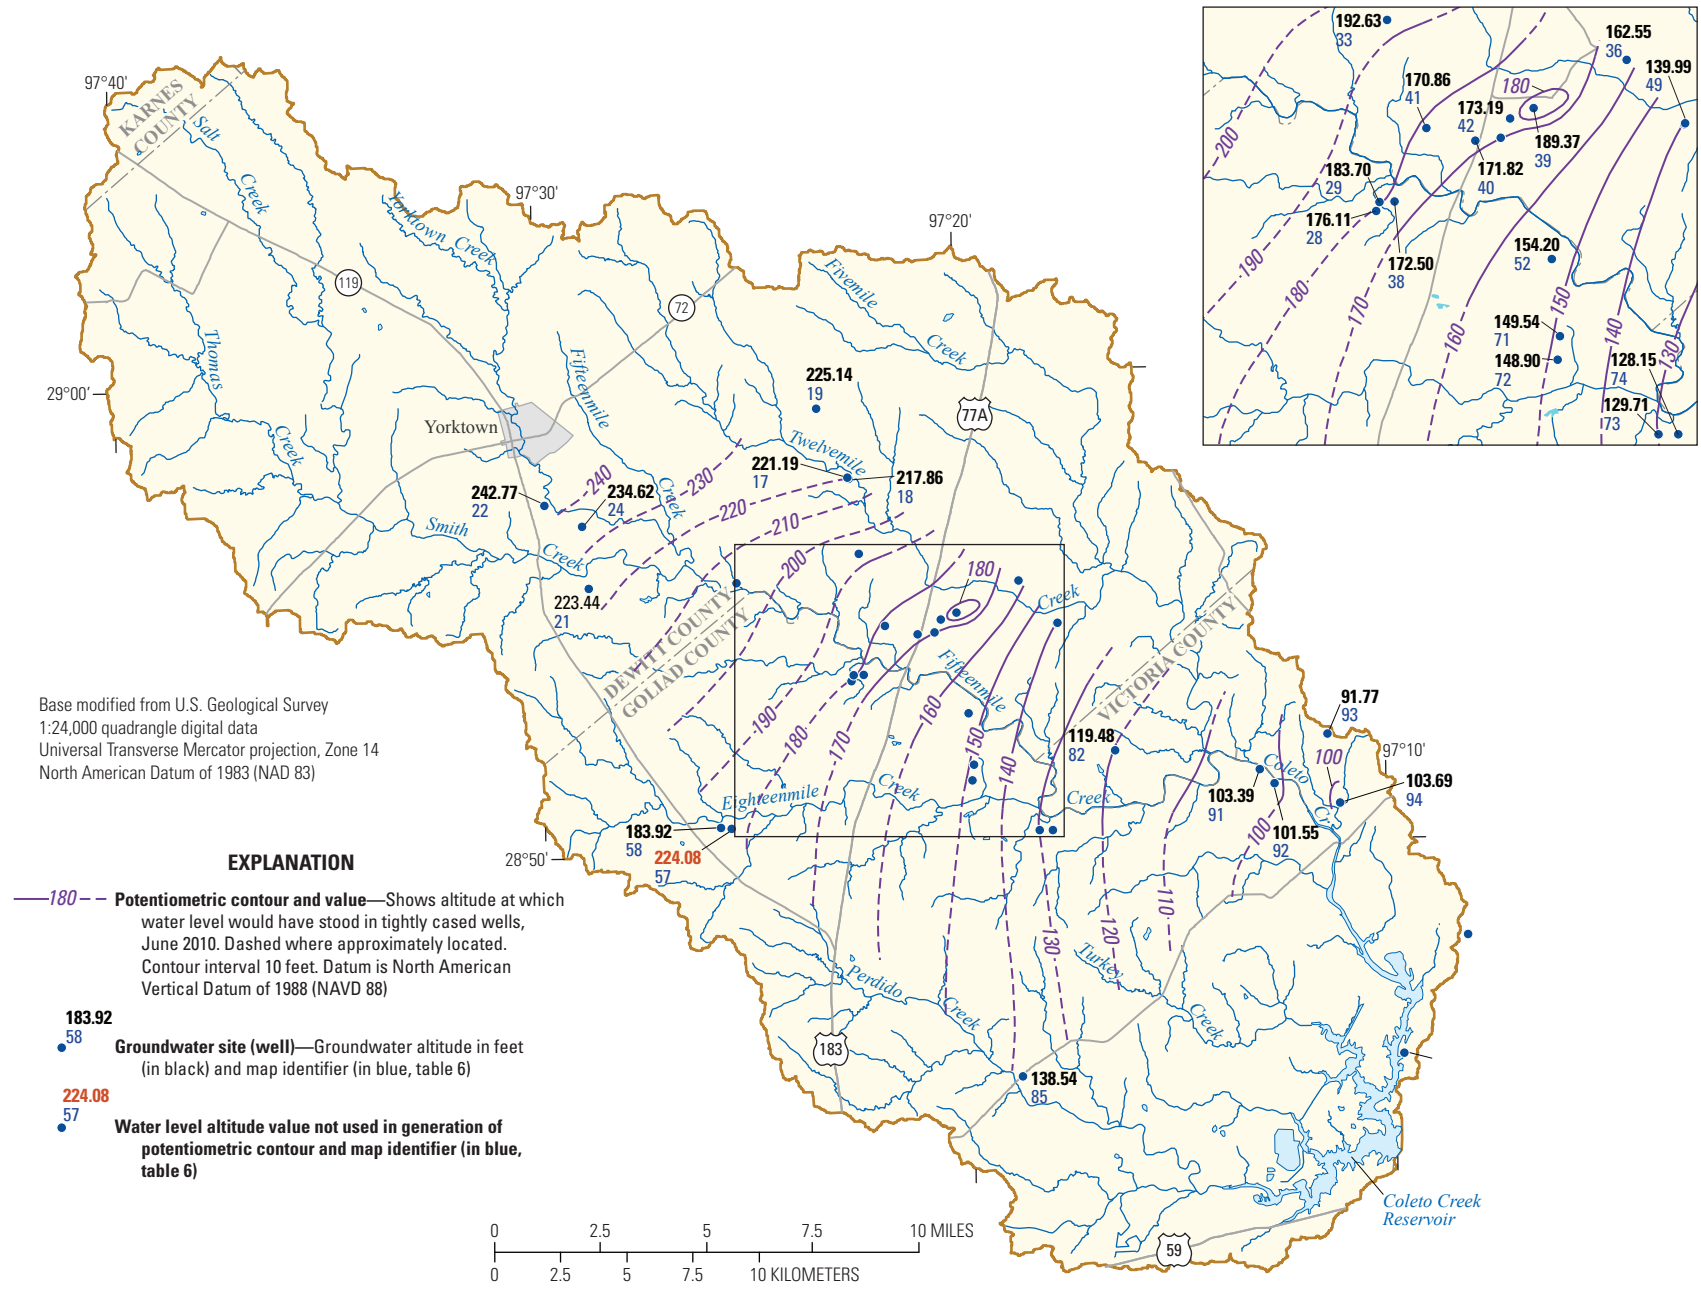 97°40'
KARNES
COUNTY
Salt
Creek
Yorktown Creek
97°30'
97°20'
119
72
Fivemile
Creek
Thomas
Creek
Fifteenmile
Creek
29°00'
Yorktown
225.14
19
77A
Twelvemile
221.19
17
217.86
18
240
230
220
210
200
242.77
22
234.62
24
Smith
Creek
223.44
21
180
Creek
DEWITT COUNTY
GOLIAD COUNTY
VICTORIA COUNTY
Fifteenmile
190
180
170
160
150
140
119.48
82
91.77
93
97°10'
100
Coleto
Cr.
103.39
91
103.69
94
101.55
92
100
Eighteenmile
Creek
Creek
183.92
58
224.08
57
28°50'
110
120
130
Turkey
Creek
Perdido
Creek
183
138.54
85
Coleto Creek
Reservoir
59
192.63
33
162.55
36
139.99
49
170.86
41
180
173.19
42
189.37
39
200
183.70
29
171.82
40
176.11
28
172.50
38
154.20
52
190
180
170
160
150
140
130
149.54
71
148.90
72
128.15
74
129.71
73
Base modified from U.S. Geological Survey
1:24,000 quadrangle digital data
Universal Transverse Mercator projection, Zone 14
North American Datum of 1983 (NAD 83)
EXPLANATION
180
Potentiometric contour and value—Shows altitude at which
water level would have stood in tightly cased wells,
June 2010. Dashed where approximately located.
Contour interval 10 feet. Datum is North American
Vertical Datum of 1988 (NAVD 88)
183.92
58
Groundwater site (well)—Groundwater altitude in feet
(in black) and map identifier (in blue, table 6)
224.08
57
Water level altitude value not used in generation of
potentiometric contour and map identifier (in blue,
table 6)
0 2.5 5 7.5 10 MILES
0 2.5 5 7.5 10 KILOMETERS